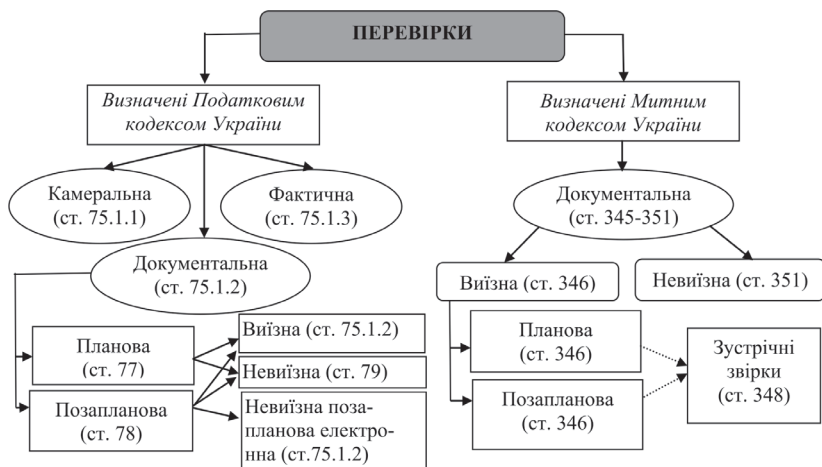 ПЕРЕВІРКИ
Визначені Податковим
кодексом України
Визначені Митним
кодексом України
Камеральна
(ст. 75.1.1)
Фактична
(ст. 75.1.3)
Документальна
(ст. 75.1.2)
Документальна
(ст. 345-351)
Виїзна (ст. 346)
Невиїзна (ст. 351)
Планова
(ст. 77)
Позапланова
(ст. 78)
Виїзна (ст. 75.1.2)
Невиїзна (ст. 79)
Невиїзна поза-
планова електро-
нна (ст.75.1.2)
Планова
(ст. 346)
Позапланова
(ст. 346)
Зустрічні
звірки
(ст. 348)